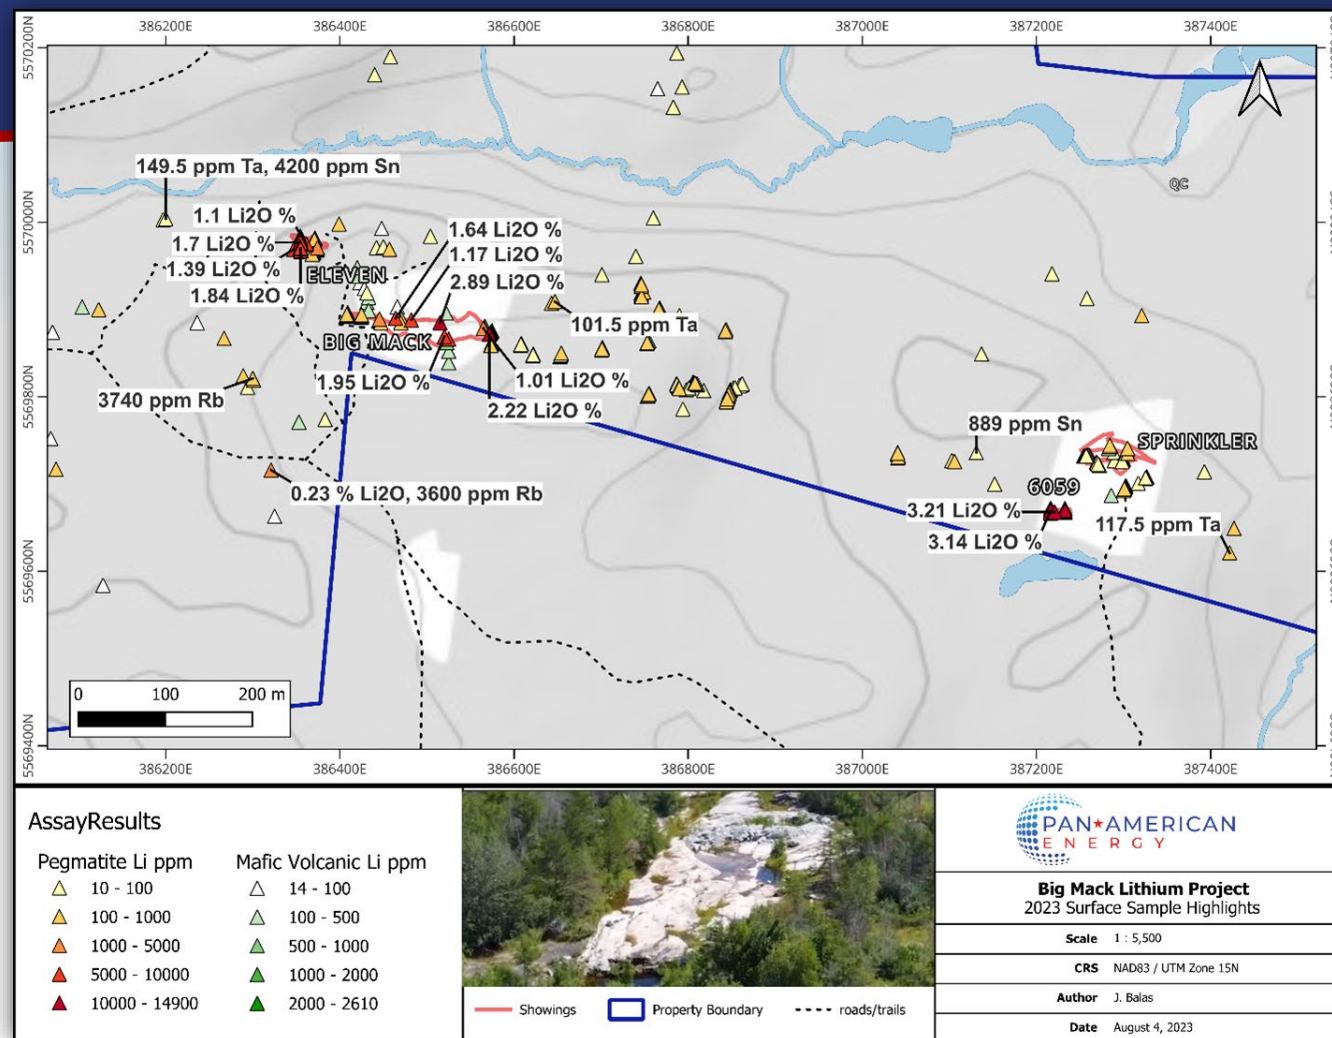 386200E 386400E 386600E 386800E 387000E 387200E 387400E
5570200N
5570000N
5569800N
5569600N
5569400N
149.5 ppm Ta, 4200 ppm Sn
1.1 Li2O %
1.7 Li2O %
1.39 Li2O %
1.84 Li2O %
ELEVEN
1.64 Li2O %
1.17 Li2O %
2.89 Li2O %
101.5 ppm Ta
BIG MACK
1.95 Li2O %
1.01 Li2O %
2.22 Li2O %
3740 ppm Rb
0.23 % Li2O, 3600 ppm Rb
QC
889 ppm Sn
SPRINKLER
6059
3.21 Li2O %
3.14 Li2O %
117.5 ppm Ta
0 100 200 m
386200E 386400E 386600E 386800E 387000E 387200E 387400E
AssayResults
Pegmatite Li ppm
10 - 100
100 - 1000
1000 - 5000
5000 - 10000
10000 - 14900
Mafic Volcanic Li ppm
14 - 100
100 - 500
500 - 1000
1000 - 2000
2000 - 2610
Showings Property Boundary roads/trails
PAN★AMERICAN
ENERGY
Big Mack Lithium Project
2023 Surface Sample Highlights
Scale 1 : 5,500
CRS NAD83 / UTM Zone 15N
Author J. Balas
Date August 4, 2023